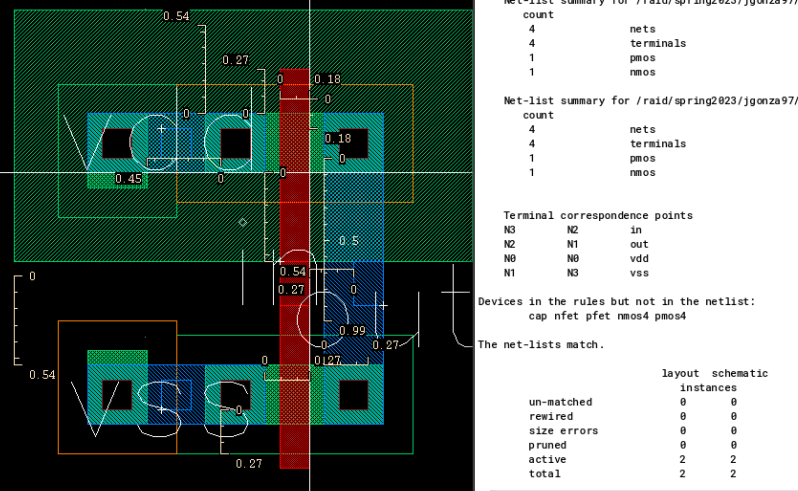 0.54
0.27
0
0.18
0
0
0
0.18
0
vdd
0.45
0
0
0.5
in
0
0.54
0.27
0
out
0.99
0
0.27
0.54
0
0.27
vss
0
0.27
Net-list summary for /raid/spring2023/jgonza97/
count
4 nets
4 terminals
1 pmos
1 nmos
Net-list summary for /raid/spring2023/jgonza97/
count
4 nets
4 terminals
1 pmos
1 nmos
Terminal correspondence points
N3 N2 in
N2 N1 out
N0 N0 vdd
N1 N3 vss
Devices in the rules but not in the netlist:
cap nfet pfet nmos4 pmos4
The net-lists match.
layout schematic
instances
un-matched 0 0
rewired 0 0
size errors 0 0
pruned 0 0
active 2 2
total 2 2